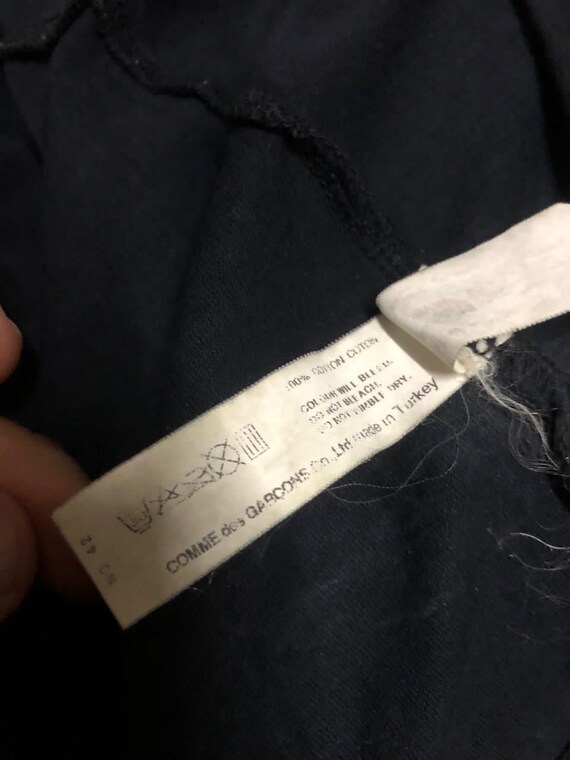 100% COTTON COTON
COLOUR WILL BLEED.
DO NOT BLEACH.
DO NOT TUMBLE DRY.
COMME des GARCONS Co.,Ltd made in Turkey